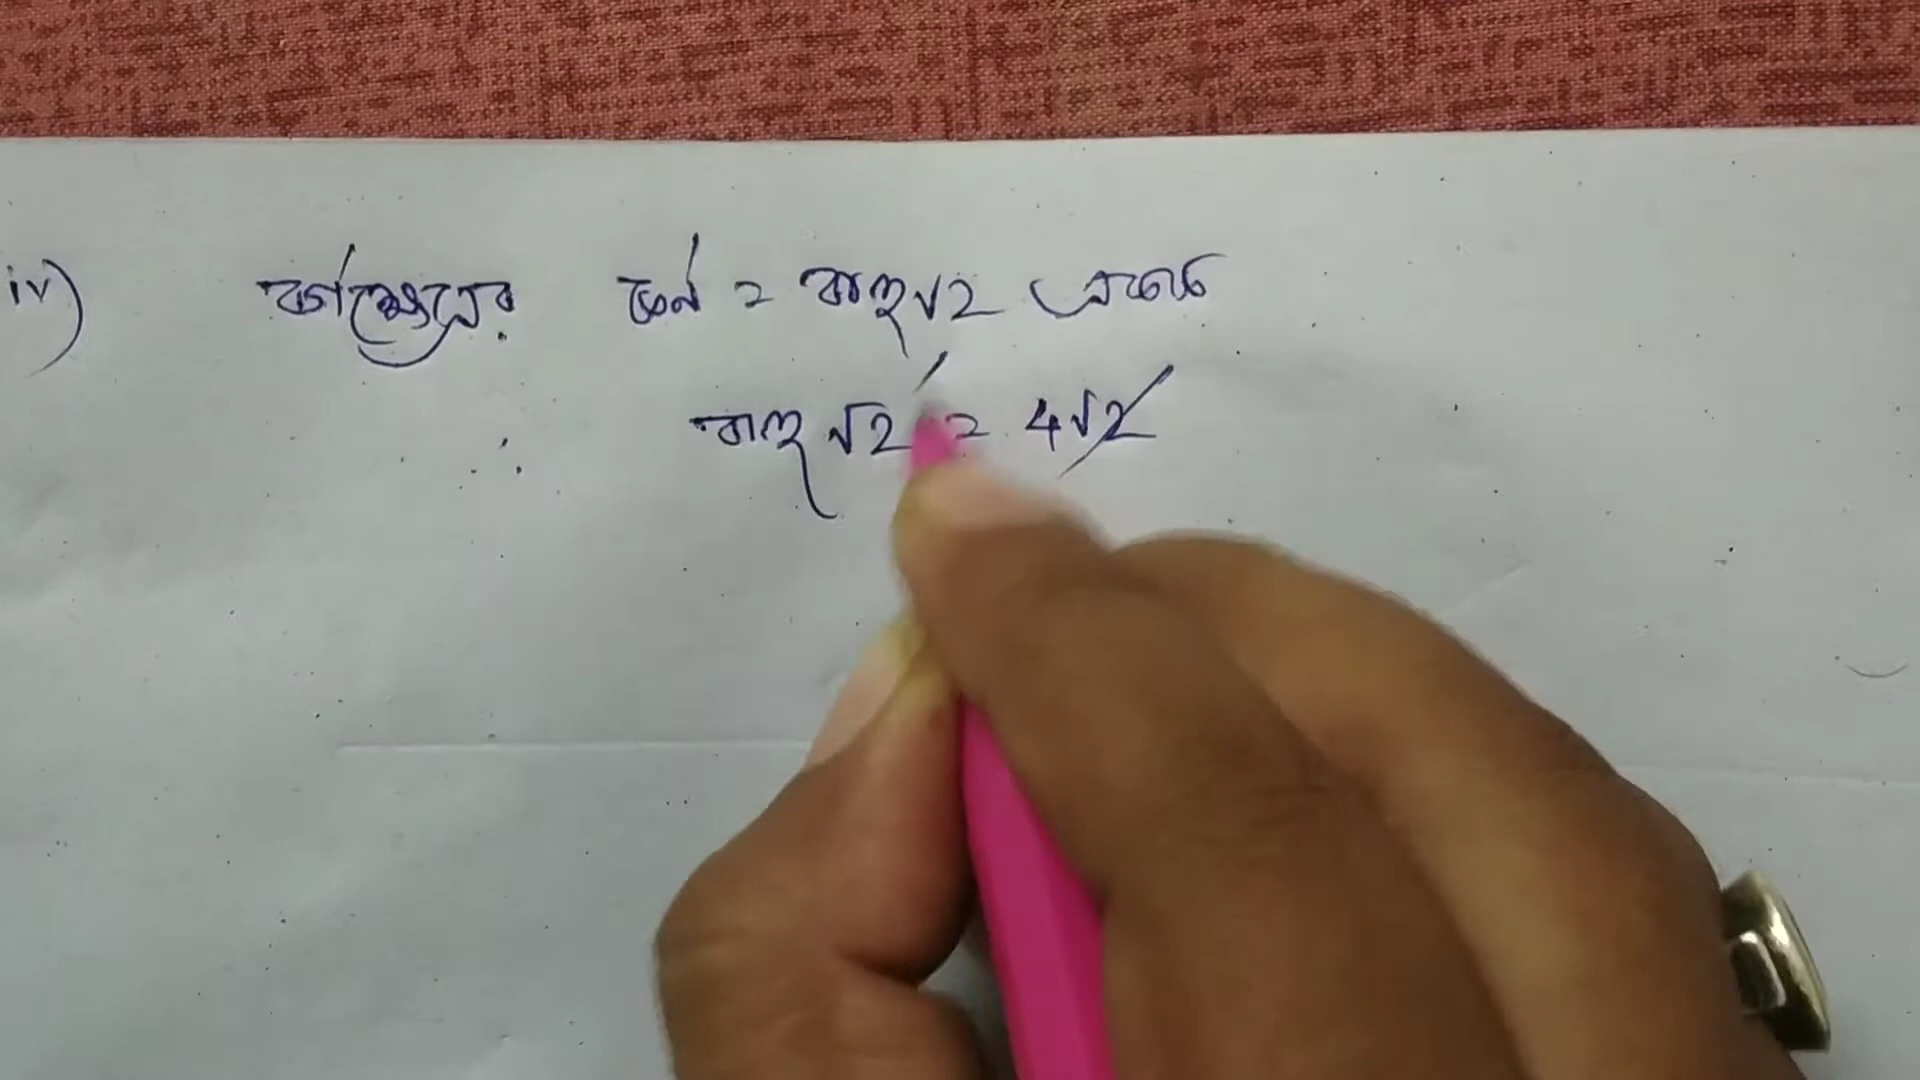 iv) বর্গক্ষেত্রের কর্ন = বাহু√2 একক
∴ বাহু √2 = 4√2